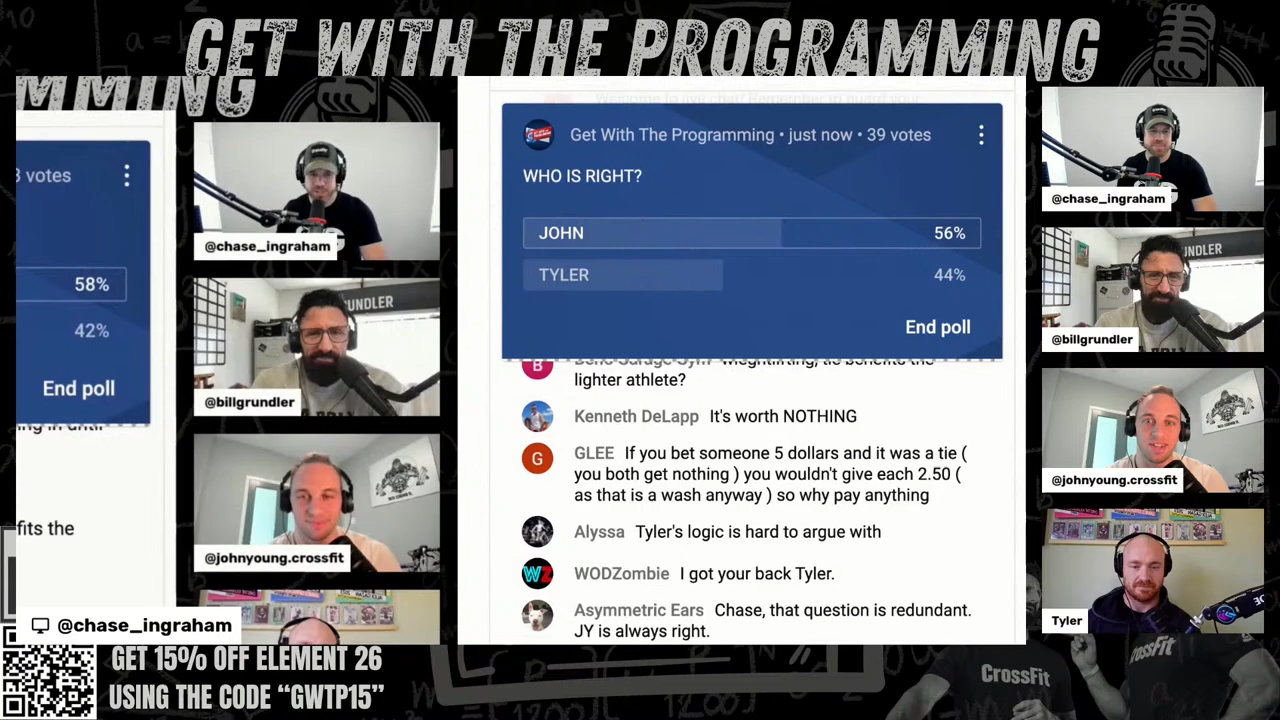 GET WITH THE PROGRAMMING
MMING
votes
58%
42%
End poll
fits the
@chase_ingraham
@chase_ingraham
UNDLER
@billgrundler
@johnyoung.crossfit
Get With The Programming • just now • 39 votes
WHO IS RIGHT?
JOHN 56%
TYLER 44%
End poll
lighter athlete?
Kenneth DeLapp It's worth NOTHING
GLEE If you bet someone 5 dollars and it was a tie (
you both get nothing ) you wouldn't give each 2.50 (
as that is a wash anyway ) so why pay anything
Alyssa Tyler's logic is hard to argue with
WODZombie I got your back Tyler.
Asymmetric Ears Chase, that question is redundant.
JY is always right.
@chase_ingraham
UNDLER
@billgrundler
@johnyoung.crossfit
Tyler
GET 15% OFF ELEMENT 26
USING THE CODE “GWTP15”
CrossFit
CrossFit